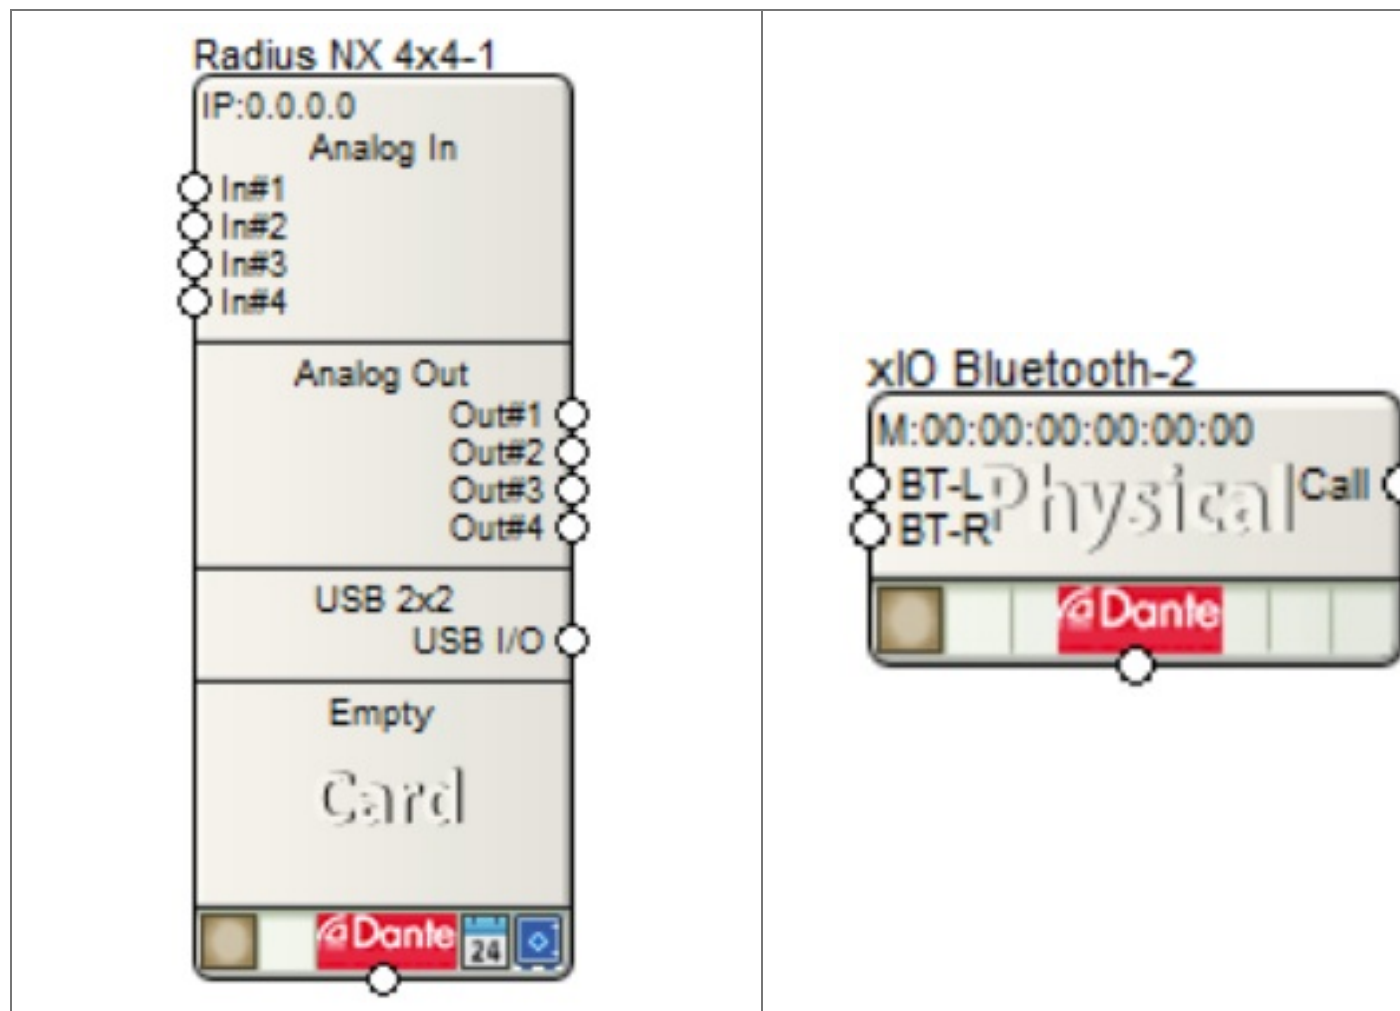 Radius NX 4x4-1
IP:0.0.0.0
Analog In
In#1
In#2
In#3
In#4
Analog Out
Out#1
Out#2
Out#3
Out#4
USB 2x2
USB I/O
Empty
Card
Dante
24
xIO Bluetooth-2
M:00:00:00:00:00:00
BT-L
Physical
Call
BT-R
Dante